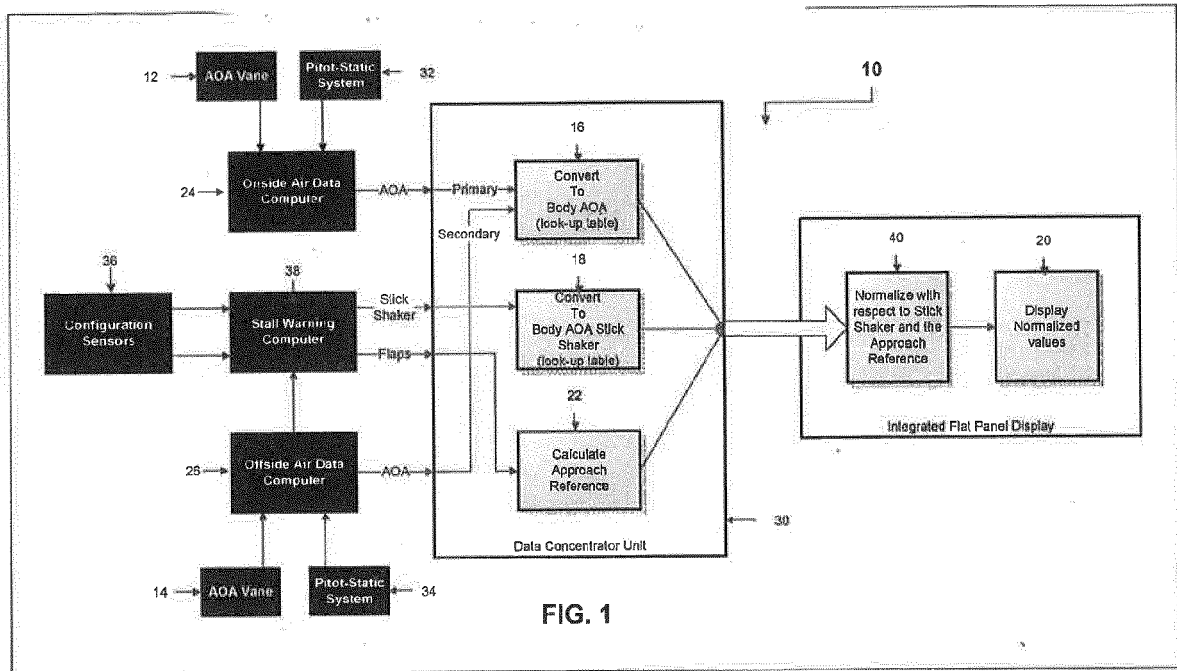 12
AOA Vane
Pitot-Static
System
32
10
24
Onside Air Data
Computer
AOA
Primary
Secondary
16
Convert
To
Body AOA
(look-up table)
36
Configuration
Sensors
38
Stall Warning
Computer
Stick
Shaker
Flaps
18
Convert
To
Body AOA Stick
Shaker
(look-up table)
22
Calculate
Approach
Reference
26
Offside Air Data
Computer
AOA
14
AOA Vane
Pitot-Static
System
34
Data Concentrator Unit
30
40
Normalize with
respect to Stick
Shaker and the
Approach
Reference
20
Display
Normalized
values
Integrated Flat Panel Display
FIG. 1